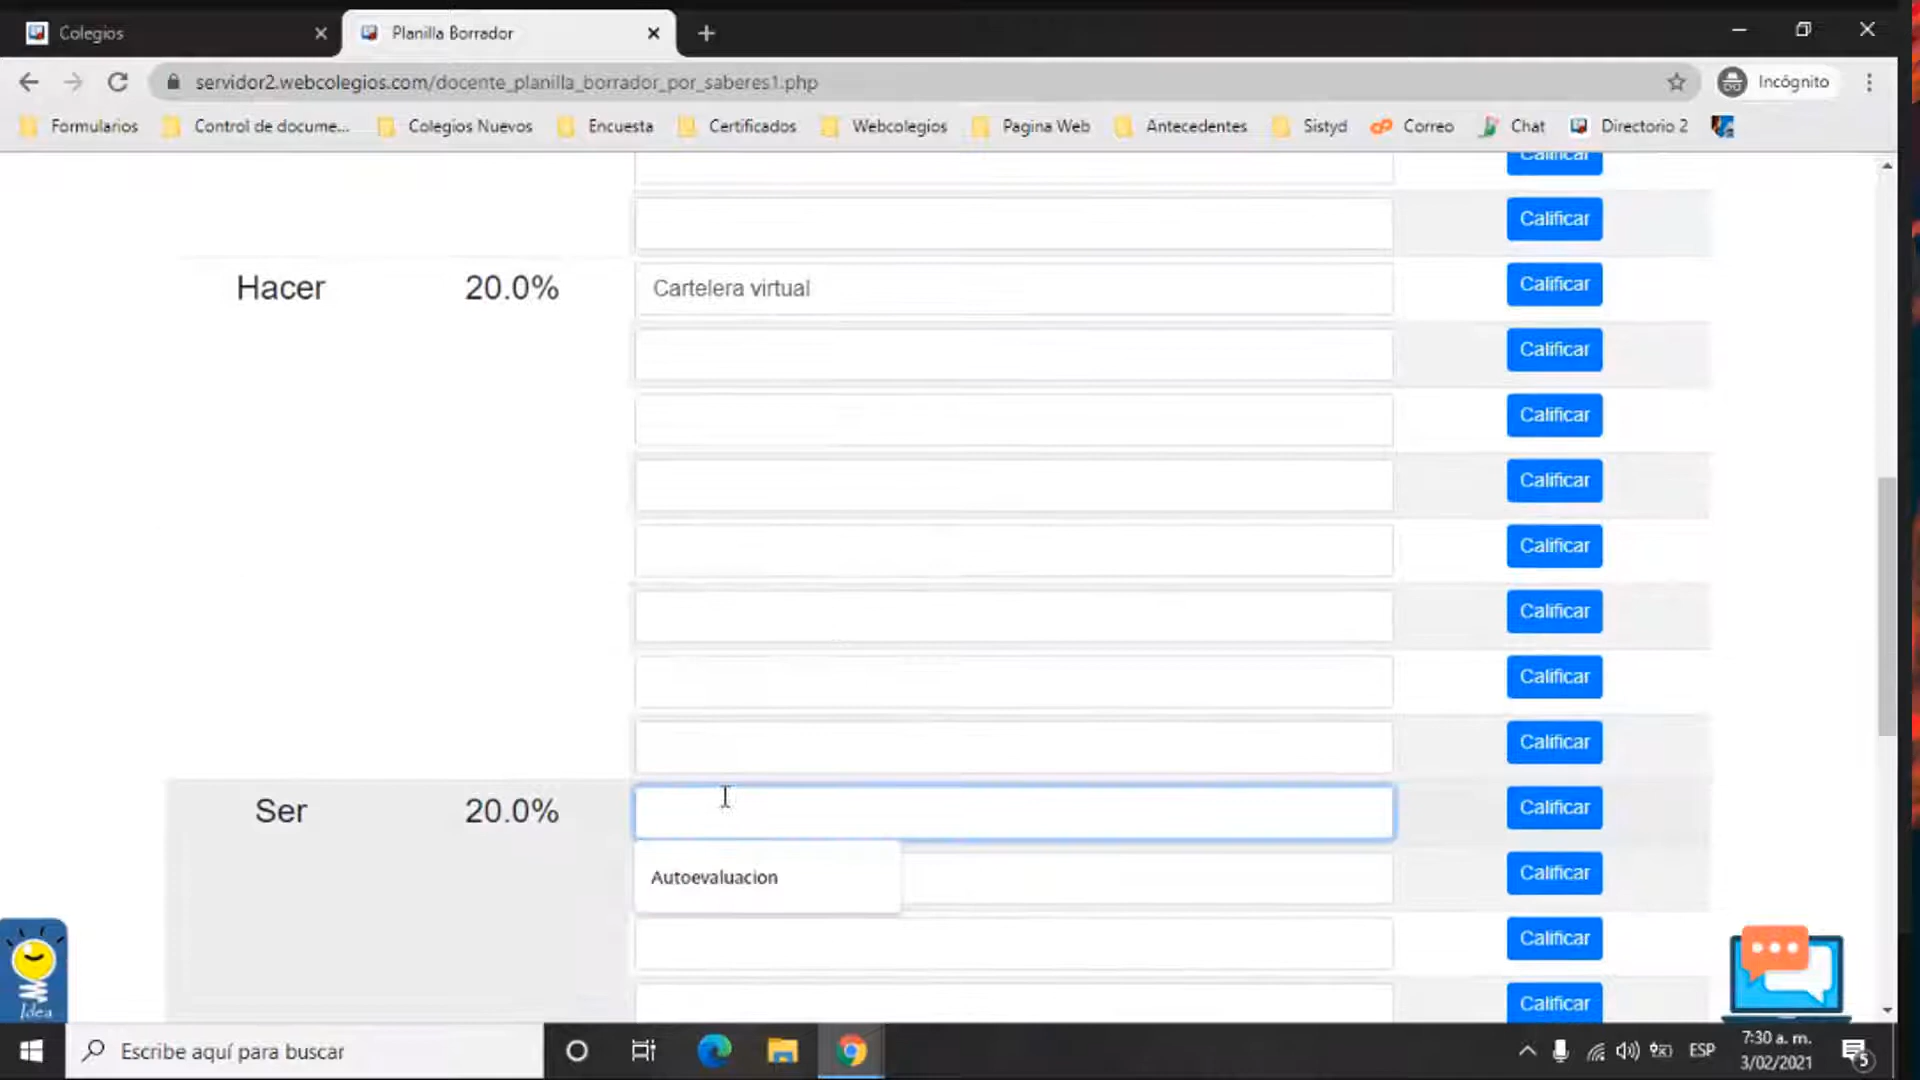 Colegios
Planilla Borrador
servidor2.webcolegios.com/docente_planilla_borrador_por_saberes1.php
Incógnito
Formularios
Control de docume...
Colegios Nuevos
Encuesta
Certificados
Webcolegios
Pagina Web
Antecedentes
Sistyd
Correo
Chat
Directorio 2
Calificar
Calificar
Hacer 20.0% Cartelera virtual Calificar
Calificar
Calificar
Calificar
Calificar
Calificar
Calificar
Calificar
Ser 20.0% Calificar
Autoevaluacion Calificar
Calificar
Calificar
Idea
Escribe aquí para buscar
ESP
7:30 a. m.
3/02/2021
5